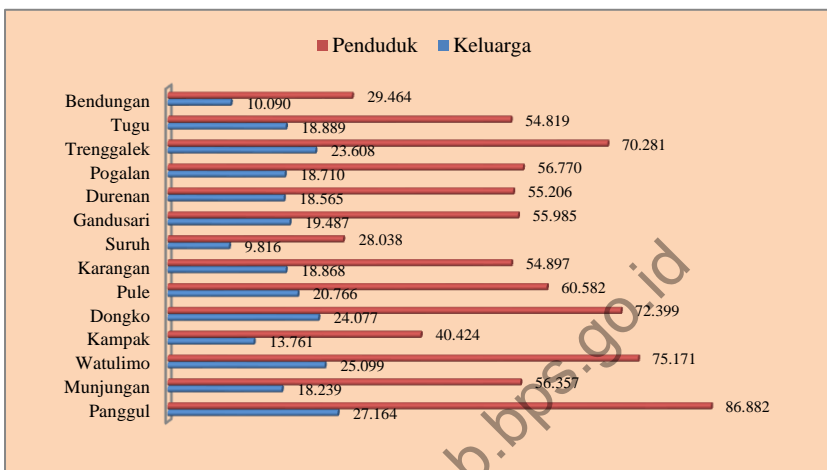 Penduduk Keluarga
Bendungan 29.464
10.090
Tugu 54.819
18.889
Trenggalek 70.281
23.608
Pogalan 56.770
18.710
Durenan 55.206
18.565
Gandusari 55.985
19.487
Suruh 28.038
9.816
Karangan 54.897
18.868
Pule 60.582
20.766
Dongko 72.399
24.077
Kampak 40.424
13.761
Watulimo 75.171
25.099
Munjungan 56.357
18.239
Panggul 86.882
27.164
b.bps.go.id